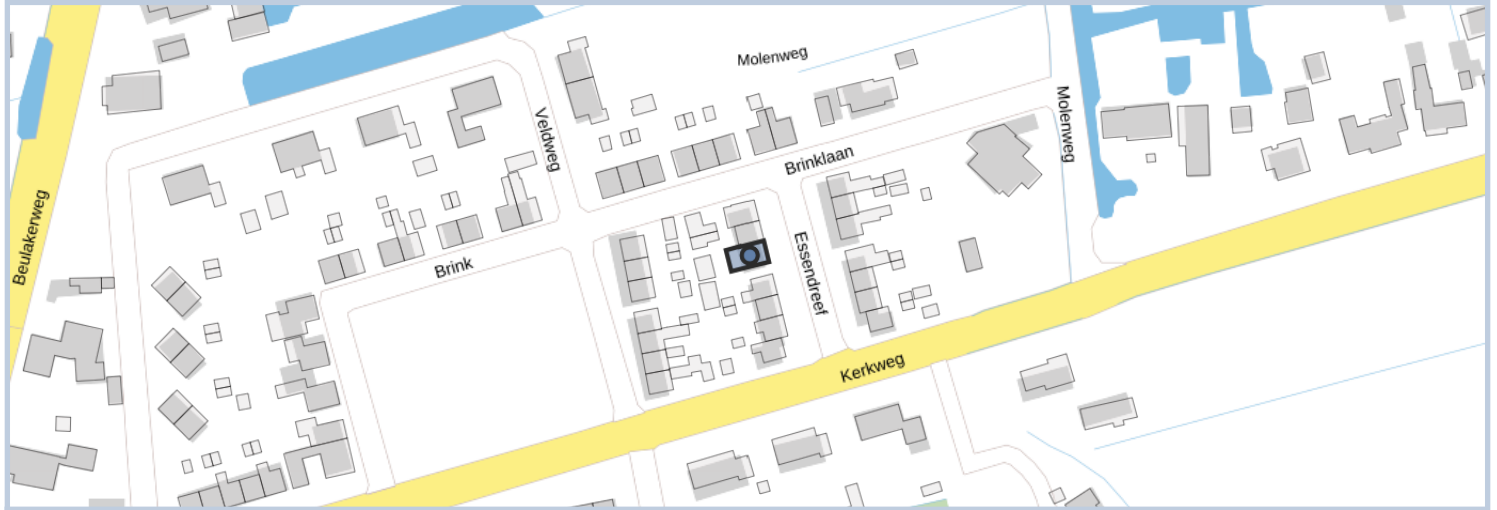 Molenweg
Molenweg
Veldweg
Brinklaan
Beulakerweg
Essendreef
Brink
Kerkweg